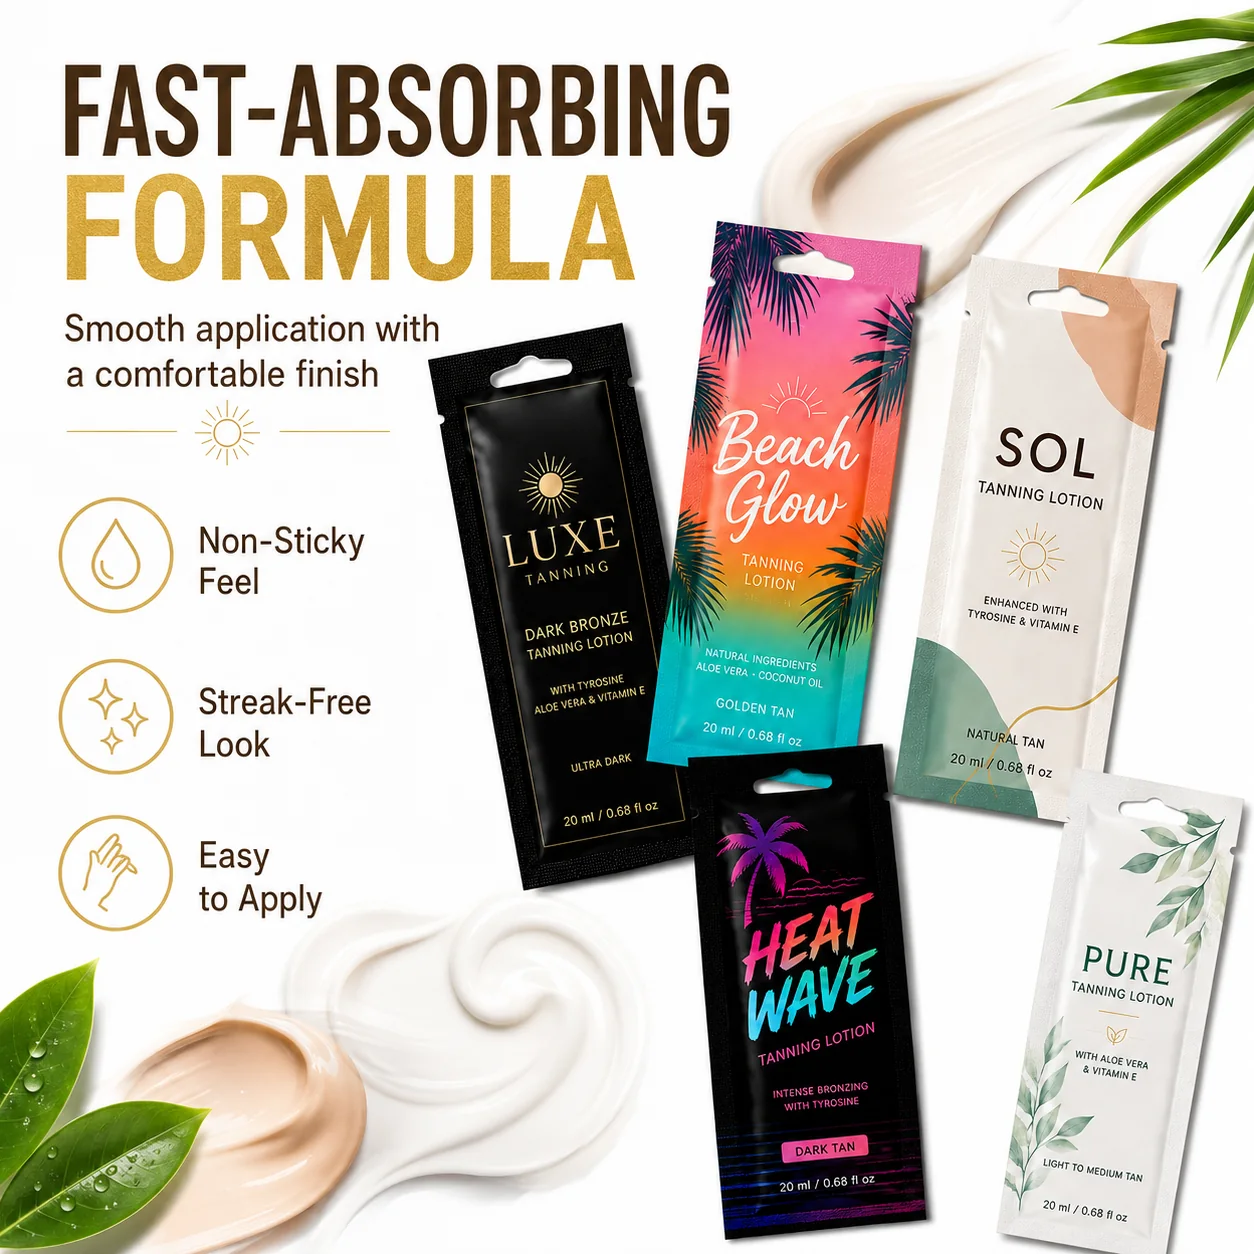 FAST-ABSORBING
FORMULA
Smooth application with
a comfortable finish
Non-Sticky
Feel
Streak-Free
Look
Easy
to Apply
LUXE
TANNING
DARK BRONZE
TANNING LOTION
WITH TYROSINE
ALOE VERA & VITAMIN E
ULTRA DARK
20 ml / 0.68 fl oz
Beach
Glow
TANNING
LOTION
NATURAL INGREDIENTS
ALOE VERA • COCONUT OIL
GOLDEN TAN
20 ml / 0.68 fl oz
SOL
TANNING LOTION
ENHANCED WITH
TYROSINE & VITAMIN E
NATURAL TAN
20 ml / 0.68 fl oz
HEAT
WAVE
TANNING LOTION
INTENSE BRONZING
WITH TYROSINE
DARK TAN
20 ml / 0.68 fl oz
PURE
TANNING LOTION
WITH ALOE VERA
& VITAMIN E
LIGHT TO MEDIUM TAN
20 ml / 0.68 fl oz